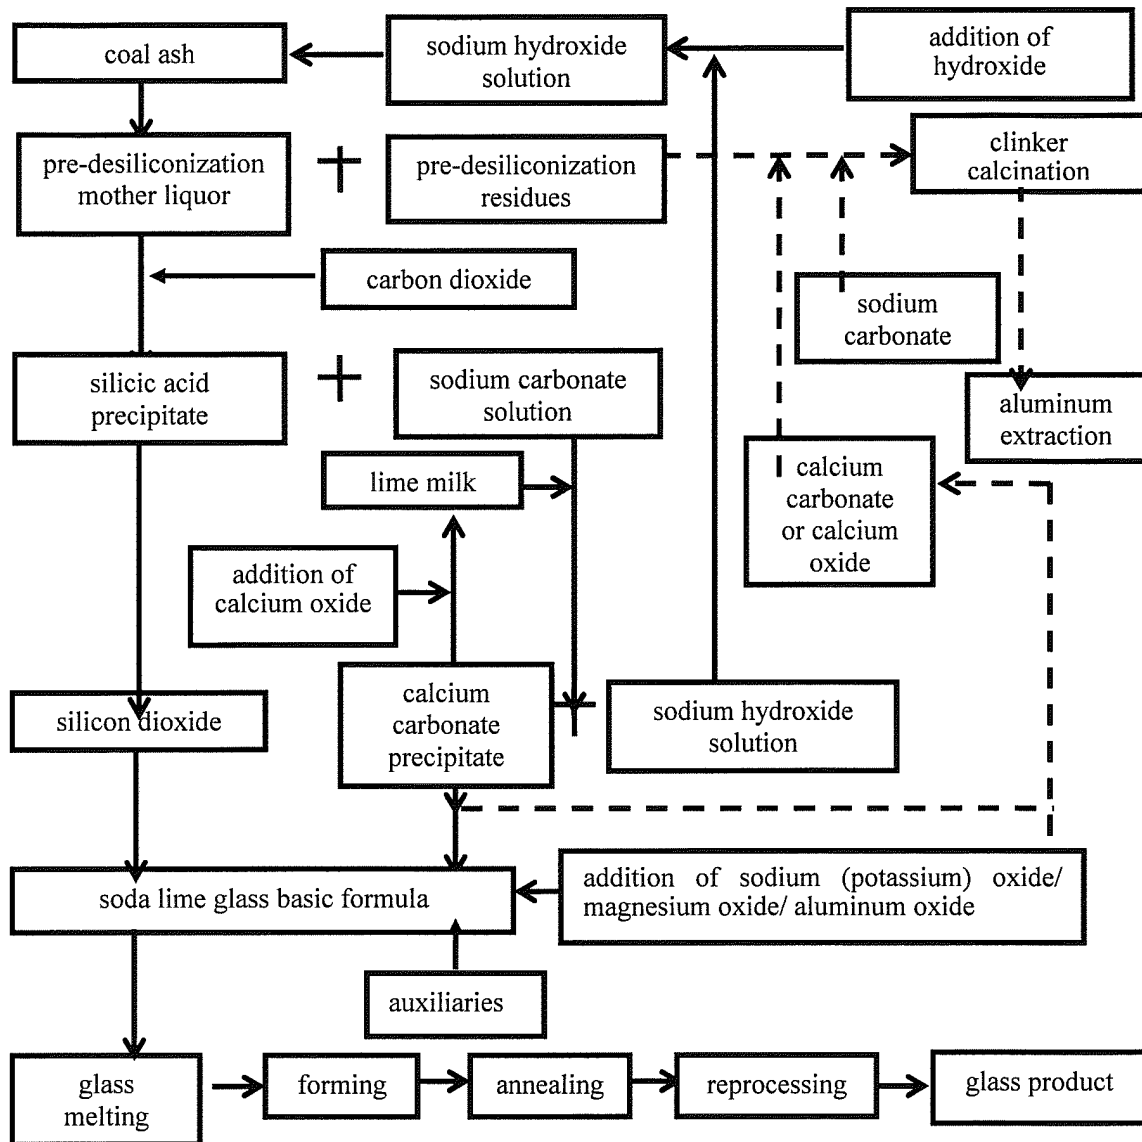 coal ash
sodium hydroxide
solution
addition of
hydroxide
pre-desiliconization
mother liquor
+
pre-desiliconization
residues
clinker
calcination
carbon dioxide
sodium
carbonate
silicic acid
precipitate
+
sodium carbonate
solution
aluminum
extraction
lime milk
calcium
carbonate
or calcium
oxide
addition of
calcium oxide
silicon dioxide
calcium
carbonate
precipitate
+
sodium hydroxide
solution
soda lime glass basic formula
addition of sodium (potassium) oxide/
magnesium oxide/ aluminum oxide
auxiliaries
glass
melting
forming
annealing
reprocessing
glass product